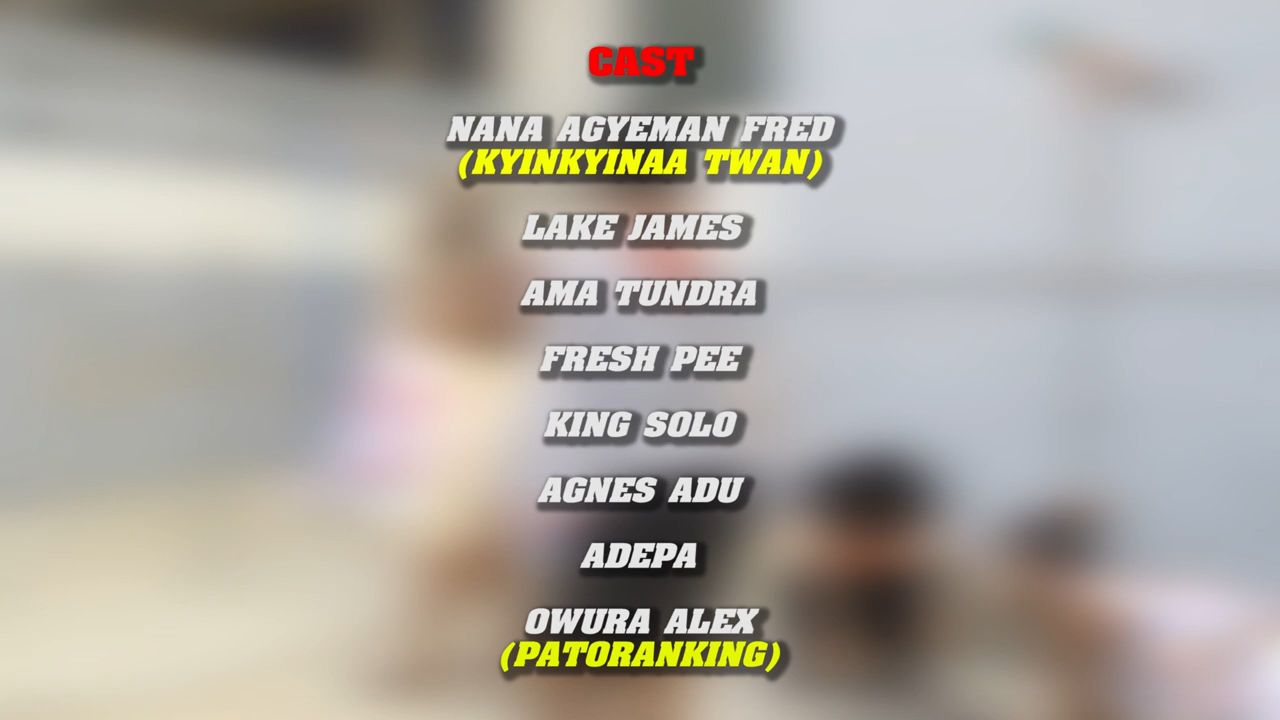 CAST
NANA AGYEMAN FRED
(KYINKYINAA TWAN)
LAKE JAMES
AMA TUNDRA
FRESH PEE
KING SOLO
AGNES ADU
ADEPA
OWURA ALEX
(PATORANKING)